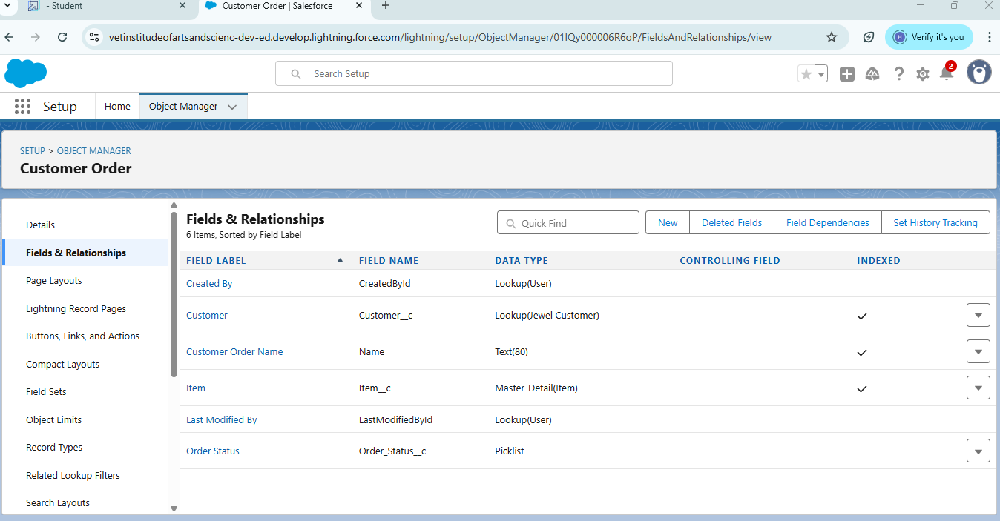 - Student
Customer Order | Salesforce
vetinstitudeofartsandscienc-dev-ed.develop.lightning.force.com/lightning/setup/ObjectManager/01IQy000006R6oP/FieldsAndRelationships/view
H
Verify it's you
Search Setup
2
Setup
Home
Object Manager
SETUP > OBJECT MANAGER
Customer Order
Details
Fields & Relationships
Page Layouts
Lightning Record Pages
Buttons, Links, and Actions
Compact Layouts
Field Sets
Object Limits
Record Types
Related Lookup Filters
Search Layouts
Fields & Relationships
6 Items, Sorted by Field Label
Quick Find
New
Deleted Fields
Field Dependencies
Set History Tracking
FIELD LABEL FIELD NAME DATA TYPE CONTROLLING FIELD INDEXED
Created By CreatedById Lookup(User)
Customer Customer__c Lookup(Jewel Customer)
Customer Order Name Name Text(80)
Item Item__c Master-Detail(Item)
Last Modified By LastModifiedById Lookup(User)
Order Status Order_Status__c Picklist